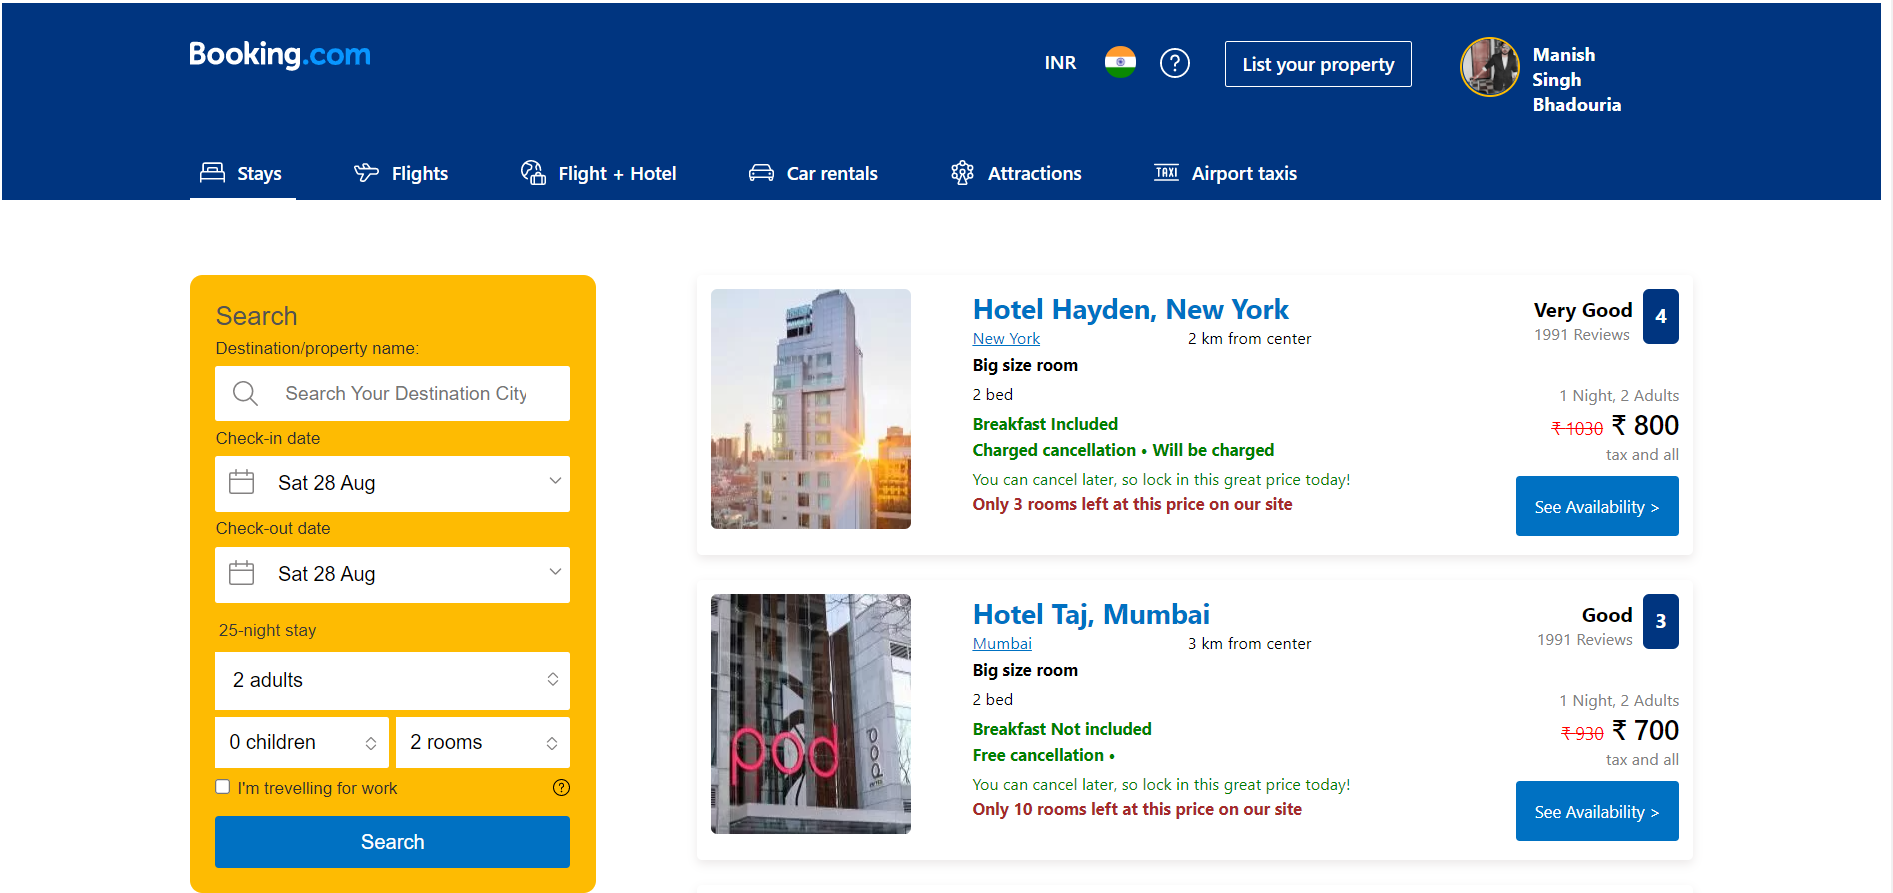 Booking.com
INR
?
List your property
Manish
Singh
Bhadouria
Stays
Flights
Flight + Hotel
Car rentals
TAXI
Airport taxis
Attractions
Search
Destination/property name:
Search Your Destination City
Check-in date
Sat 28 Aug
Check-out date
Sat 28 Aug
25-night stay
2 adults
0 children
2 rooms
I'm trevelling for work
?
Search
Hotel Hayden, New York
New York
2 km from center
Big size room
2 bed
Breakfast Included
Charged cancellation • Will be charged
You can cancel later, so lock in this great price today!
Only 3 rooms left at this price on our site
Very Good
1991 Reviews
4
1 Night, 2 Adults
₹ 1030 ₹ 800
tax and all
See Availability >
pod
pod
Hotel Taj, Mumbai
Mumbai
3 km from center
Big size room
2 bed
Breakfast Not included
Free cancellation •
You can cancel later, so lock in this great price today!
Only 10 rooms left at this price on our site
Good
1991 Reviews
3
1 Night, 2 Adults
₹ 930 ₹ 700
tax and all
See Availability >